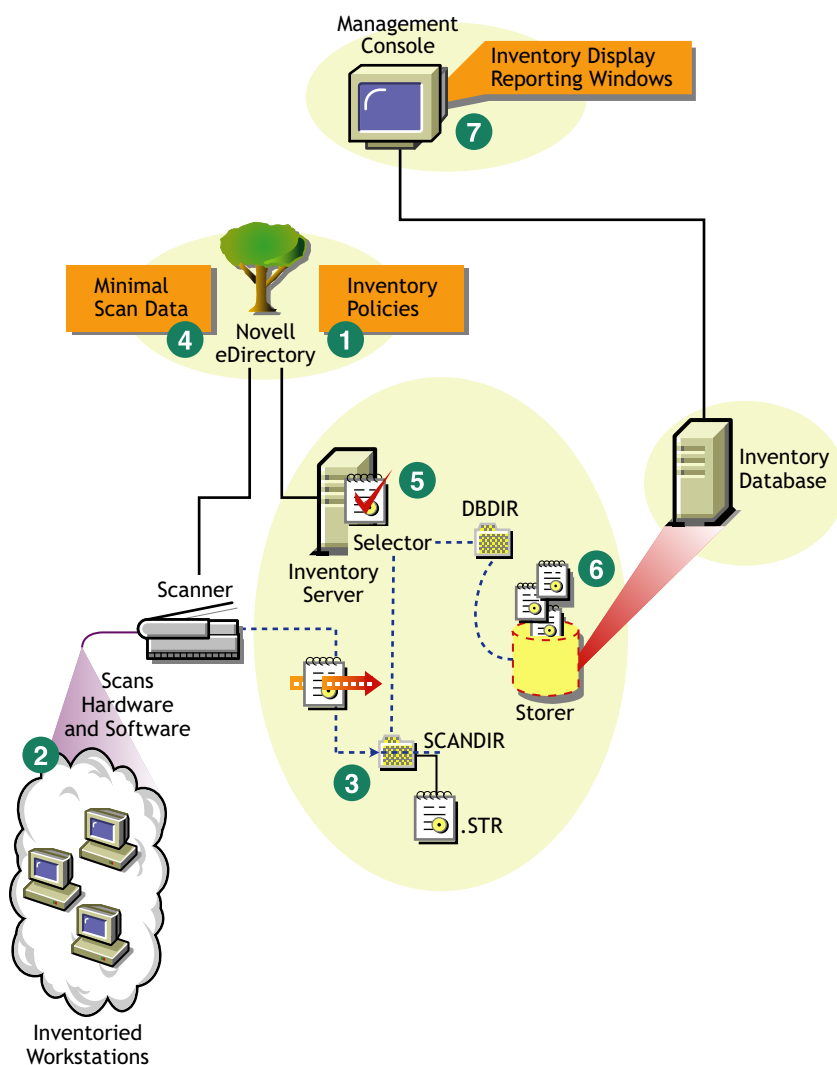 Management
Console
Inventory Display
Reporting Windows
7
Minimal
Scan Data
4
Inventory
Policies
1
Novell
eDirectory
Inventory
Database
5
DBDIR
Selector
Inventory
Server
6
Scanner
Storer
Scans
Hardware
and Software
2
SCANDIR
3
.STR
Inventoried
Workstations